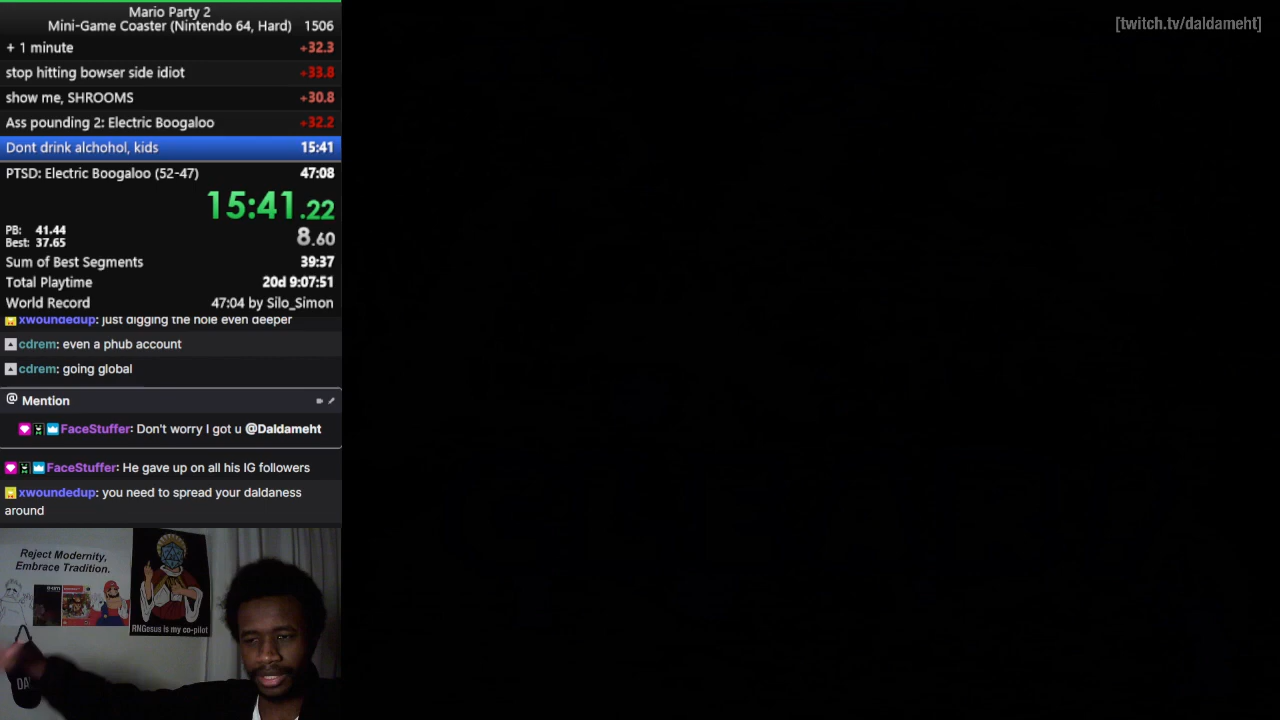 Mario Party 2
Mini-Game Coaster (Nintendo 64, Hard) 1506
[twitch.tv/daldameht]
+ 1 minute +32.3
stop hitting bowser side idiot +33.8
show me, SHROOMS +30.8
Ass pounding 2: Electric Boogaloo +32.2
Dont drink alchohol, kids 15:41
PTSD: Electric Boogaloo (52-47) 47:08
15:41.22
PB: 41.44
Best: 37.65
8.60
Sum of Best Segments 39:37
Total Playtime 20d 9:07:51
World Record 47:04 by Silo_Simon
xwoundedup: just digging the hole even deeper
cdrem: even a phub account
cdrem: going global
@ Mention
FaceStuffer: Don't worry I got u @Daldameht
FaceStuffer: He gave up on all his IG followers
xwoundedup: you need to spread your daldaness
around
Reject Modernity,
Embrace Tradition.
RNGesus is my co-pilot